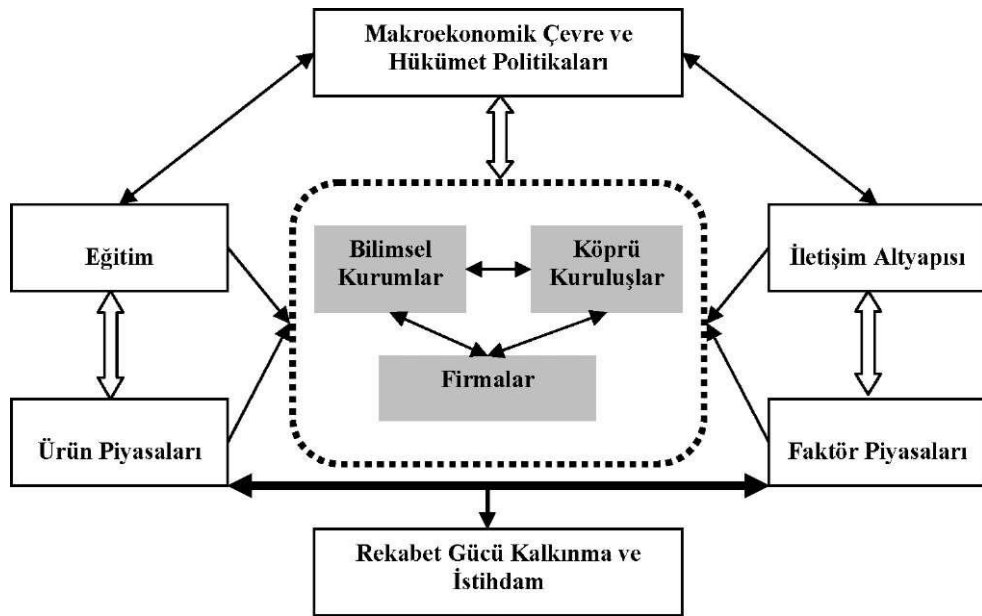 Makroekonomik Çevre ve
Hükümet Politikaları
Eğitim
Bilimsel
Kurumlar
Köprü
Kuruluşlar
İletişim Altyapısı
Firmalar
Ürün Piyasaları
Faktör Piyasaları
Rekabet Gücü Kalkınma ve
İstihdam